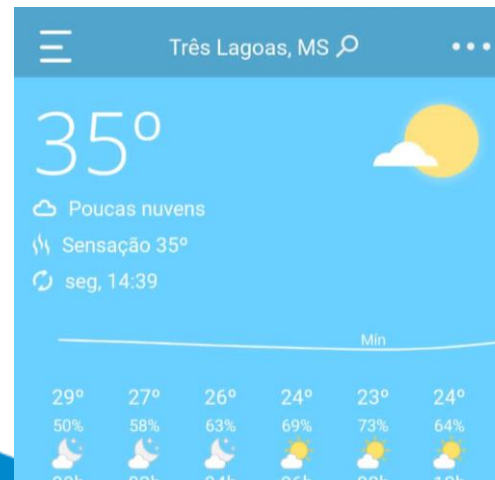 Três Lagoas, MS
35º
Poucas nuvens
Sensação 35º
seg, 14:39
Mín
29º 27º 26º 24º 23º 24º
50% 58% 63% 69% 73% 64%